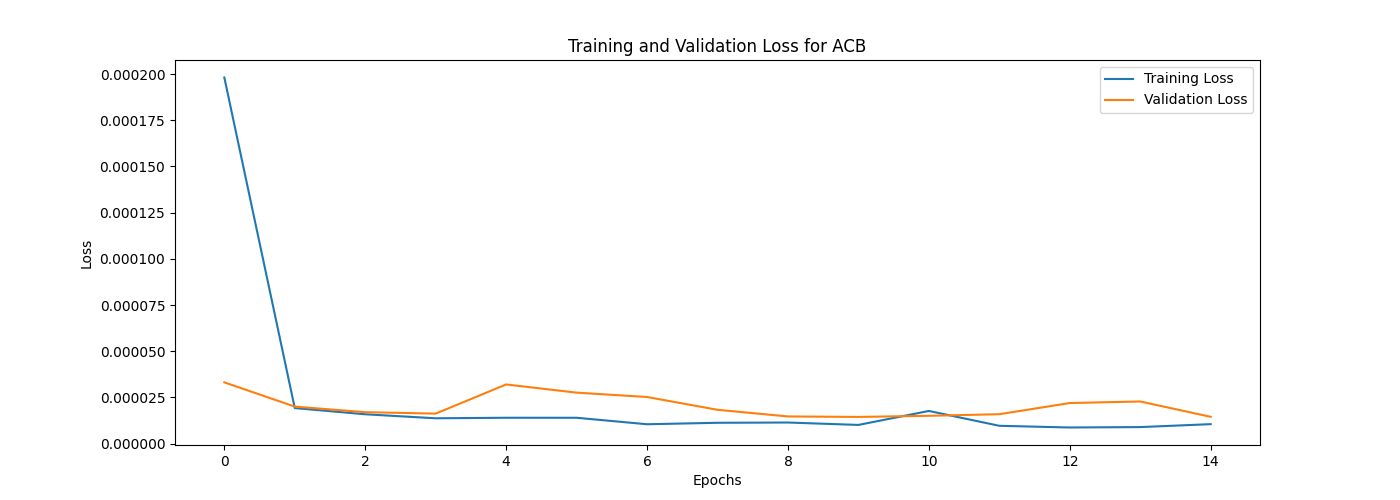 Training and Validation Loss for ACB
Training Loss
Validation Loss
Loss
0.000200
0.000175
0.000150
0.000125
0.000100
0.000075
0.000050
0.000025
0.000000
0 2 4 6 8 10 12 14
Epochs